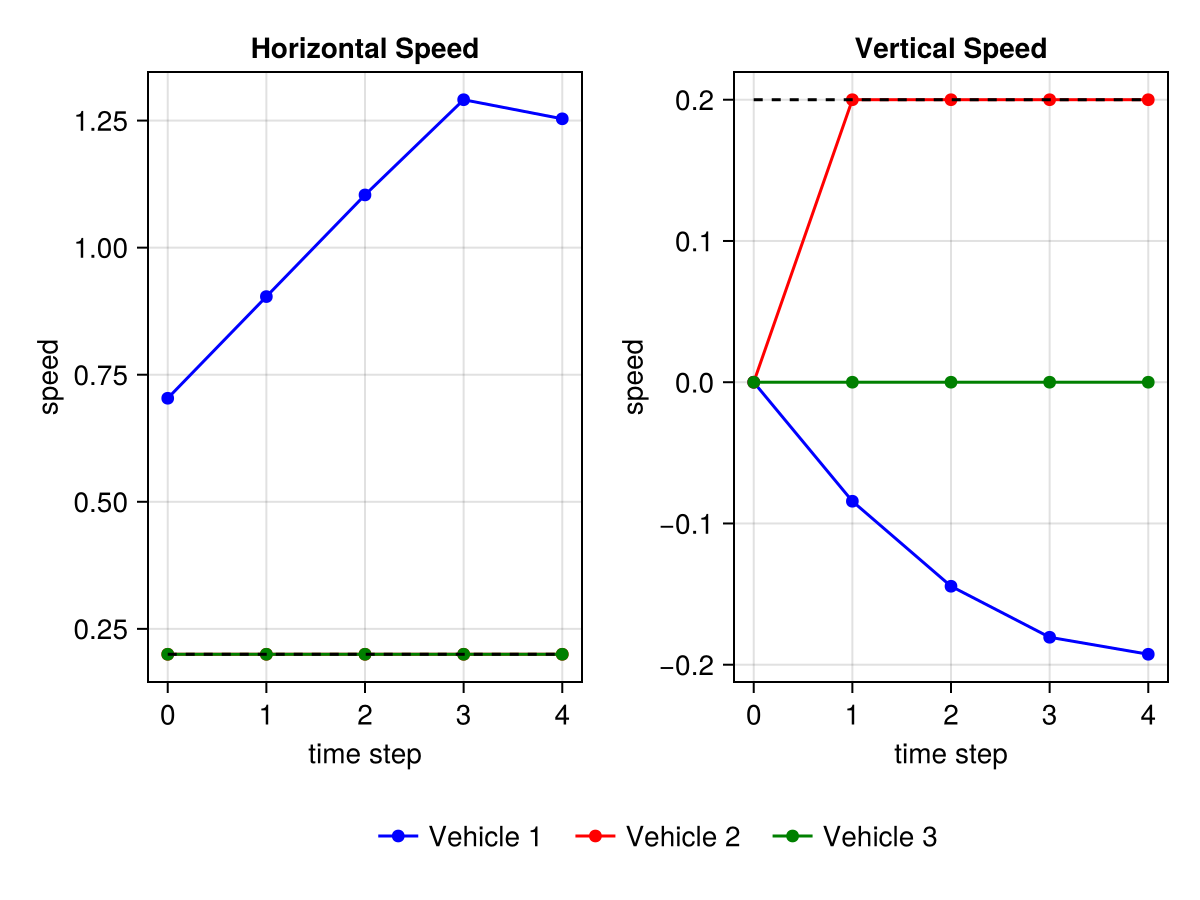 Horizontal Speed
Vertical Speed
1.25
1.00
0.75
0.50
0.25
speed
0 1 2 3 4
time step
0.2
0.1
0.0
−0.1
−0.2
speed
0 1 2 3 4
time step
Vehicle 1 Vehicle 2 Vehicle 3